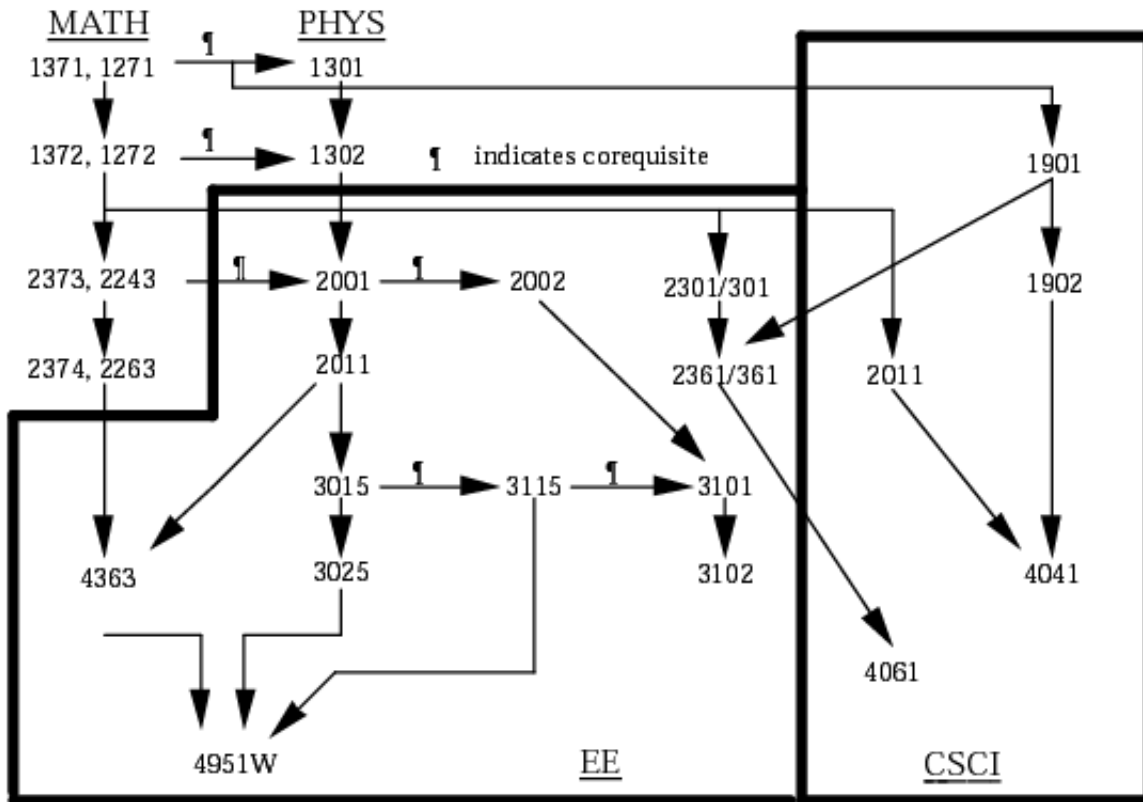 MATH PHYS
¶
1371, 1271 1301
¶
1372, 1272 1302 ¶ indicates corequisite 1901
¶ ¶
2373, 2243 2001 2002 2301/301 1902
2374, 2263 2011 2361/361 2011
¶ ¶
3015 3115 3101
4363 3025 3102 4041
4061
4951W EE CSCI